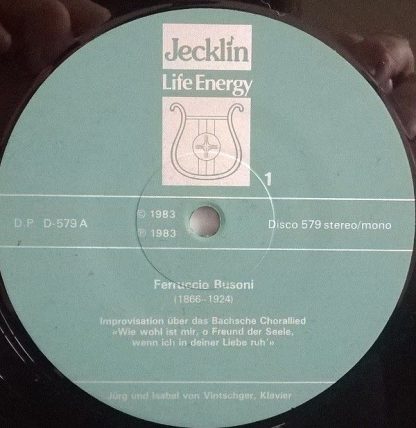 Jecklin
Life Energy
1
D.P. D-579 A
© 1983
℗ 1983
Disco 579 stereo/mono
Ferruccio Busoni
(1866–1924)
Improvisation über das Bachsche Chorallied
»Wie wohl ist mir, o Freund der Seele,
wenn ich in deiner Liebe ruh'«
Jürg und Isabel von Vintschger, Klavier